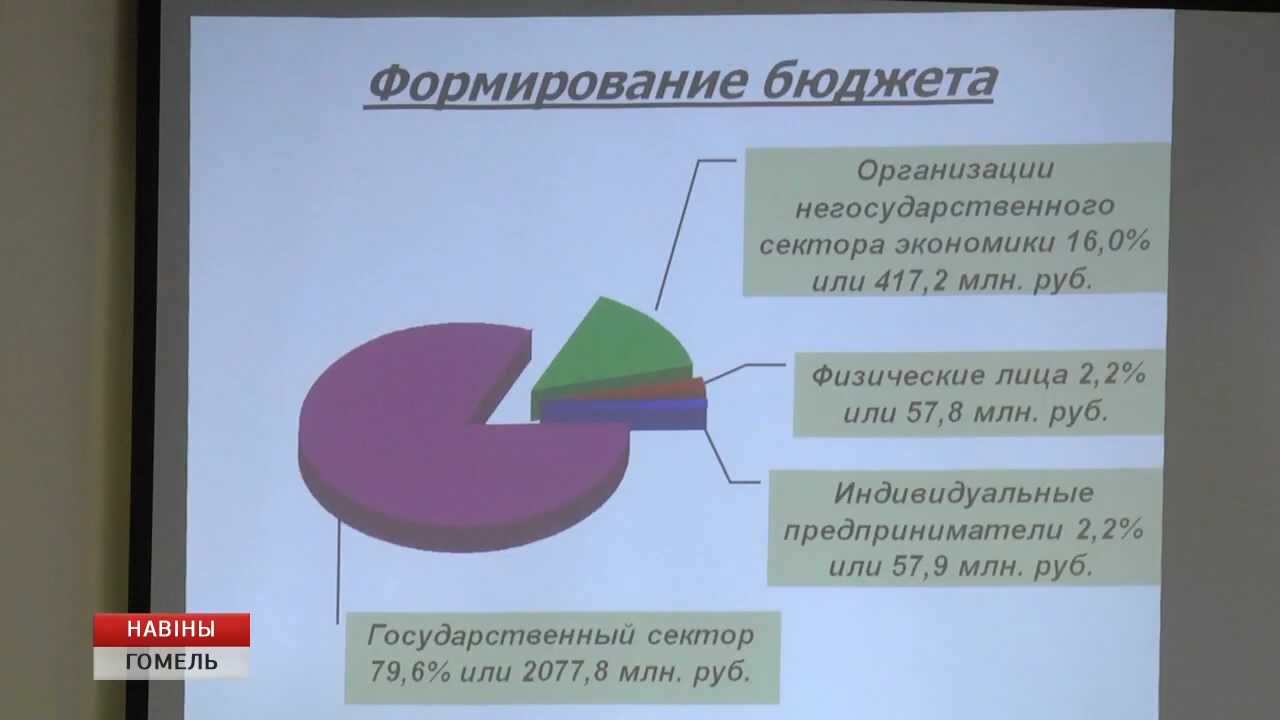 Формирование бюджета
Организации
негосударственного
сектора экономики 16,0%
или 417,2 млн. руб.
Физические лица 2,2%
или 57,8 млн. руб.
Индивидуальные
предприниматели 2,2%
или 57,9 млн. руб.
Государственный сектор
79,6% или 2077,8 млн. руб.
НАВІНЫ
ГОМЕЛЬ